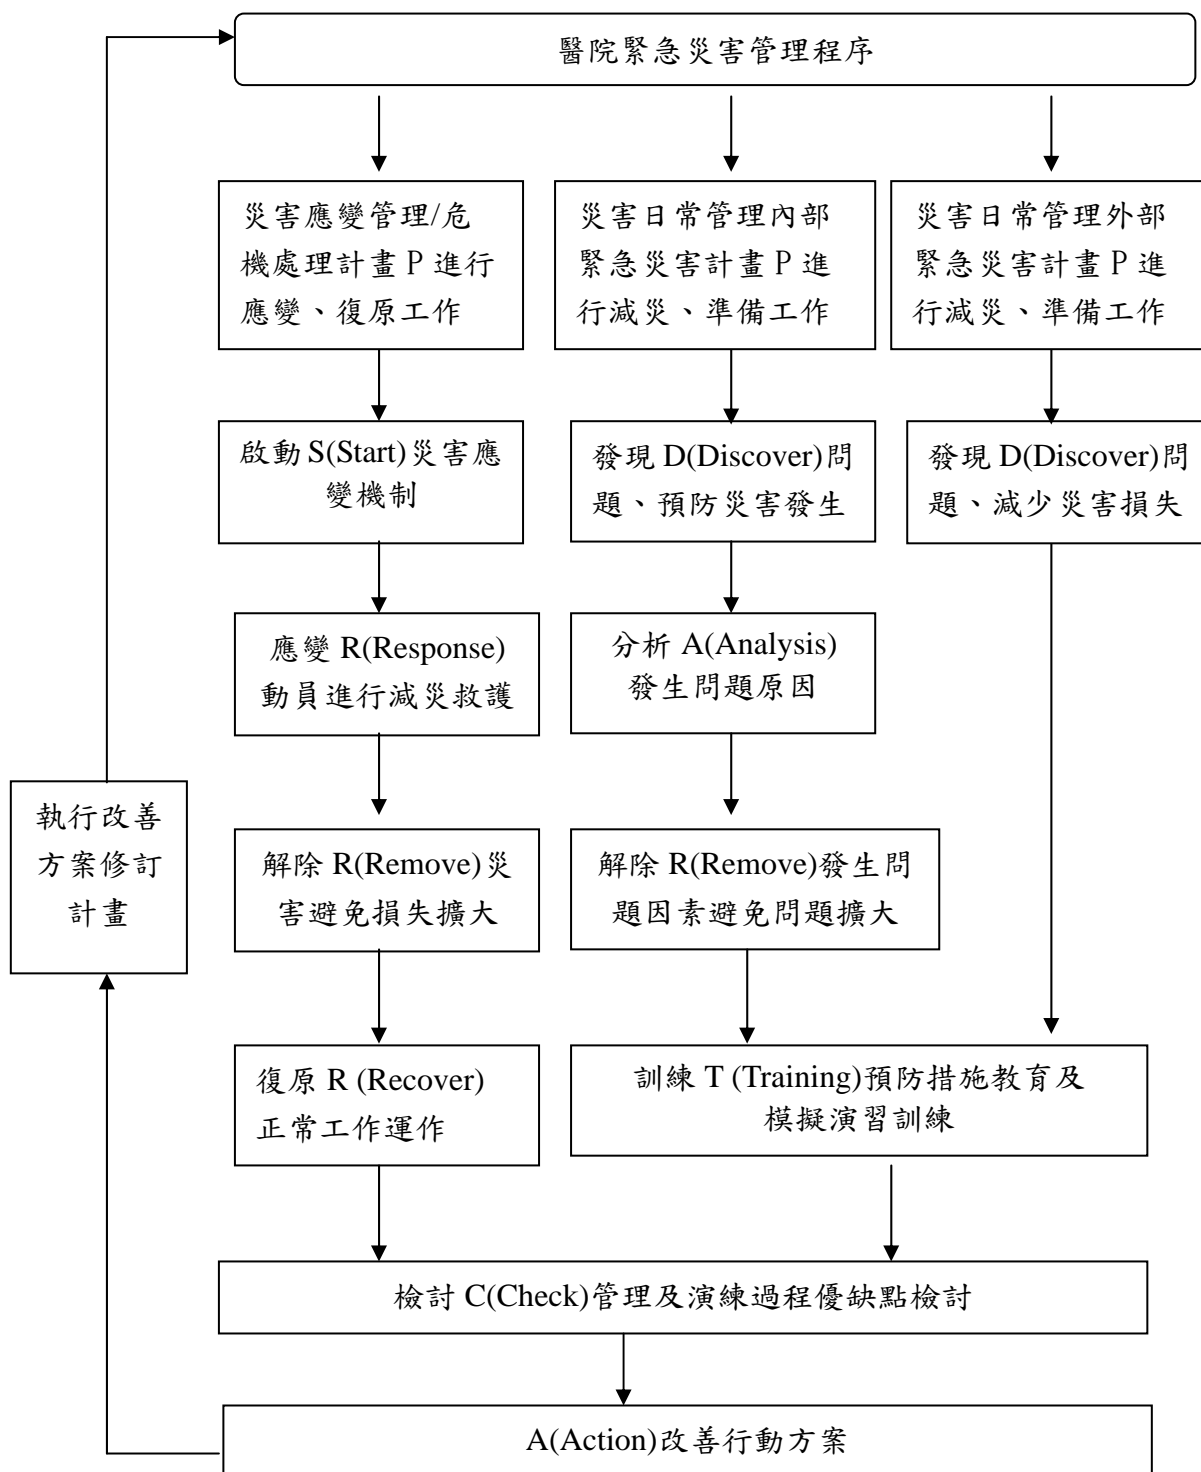 醫院緊急災害管理程序
災害應變管理/危
機處理計畫 P 進行
應變、復原工作
災害日常管理內部
緊急災害計畫 P 進
行減災、準備工作
災害日常管理外部
緊急災害計畫 P 進
行減災、準備工作
啟動 S(Start)災害應
變機制
發現 D(Discover)問
題、預防災害發生
發現 D(Discover)問
題、減少災害損失
應變 R(Response)
動員進行減災救護
分析 A(Analysis)
發生問題原因
執行改善
方案修訂
計畫
解除 R(Remove)災
害避免損失擴大
解除 R(Remove)發生問
題因素避免問題擴大
復原 R (Recover)
正常工作運作
訓練 T (Training)預防措施教育及
模擬演習訓練
檢討 C(Check)管理及演練過程優缺點檢討
A(Action)改善行動方案